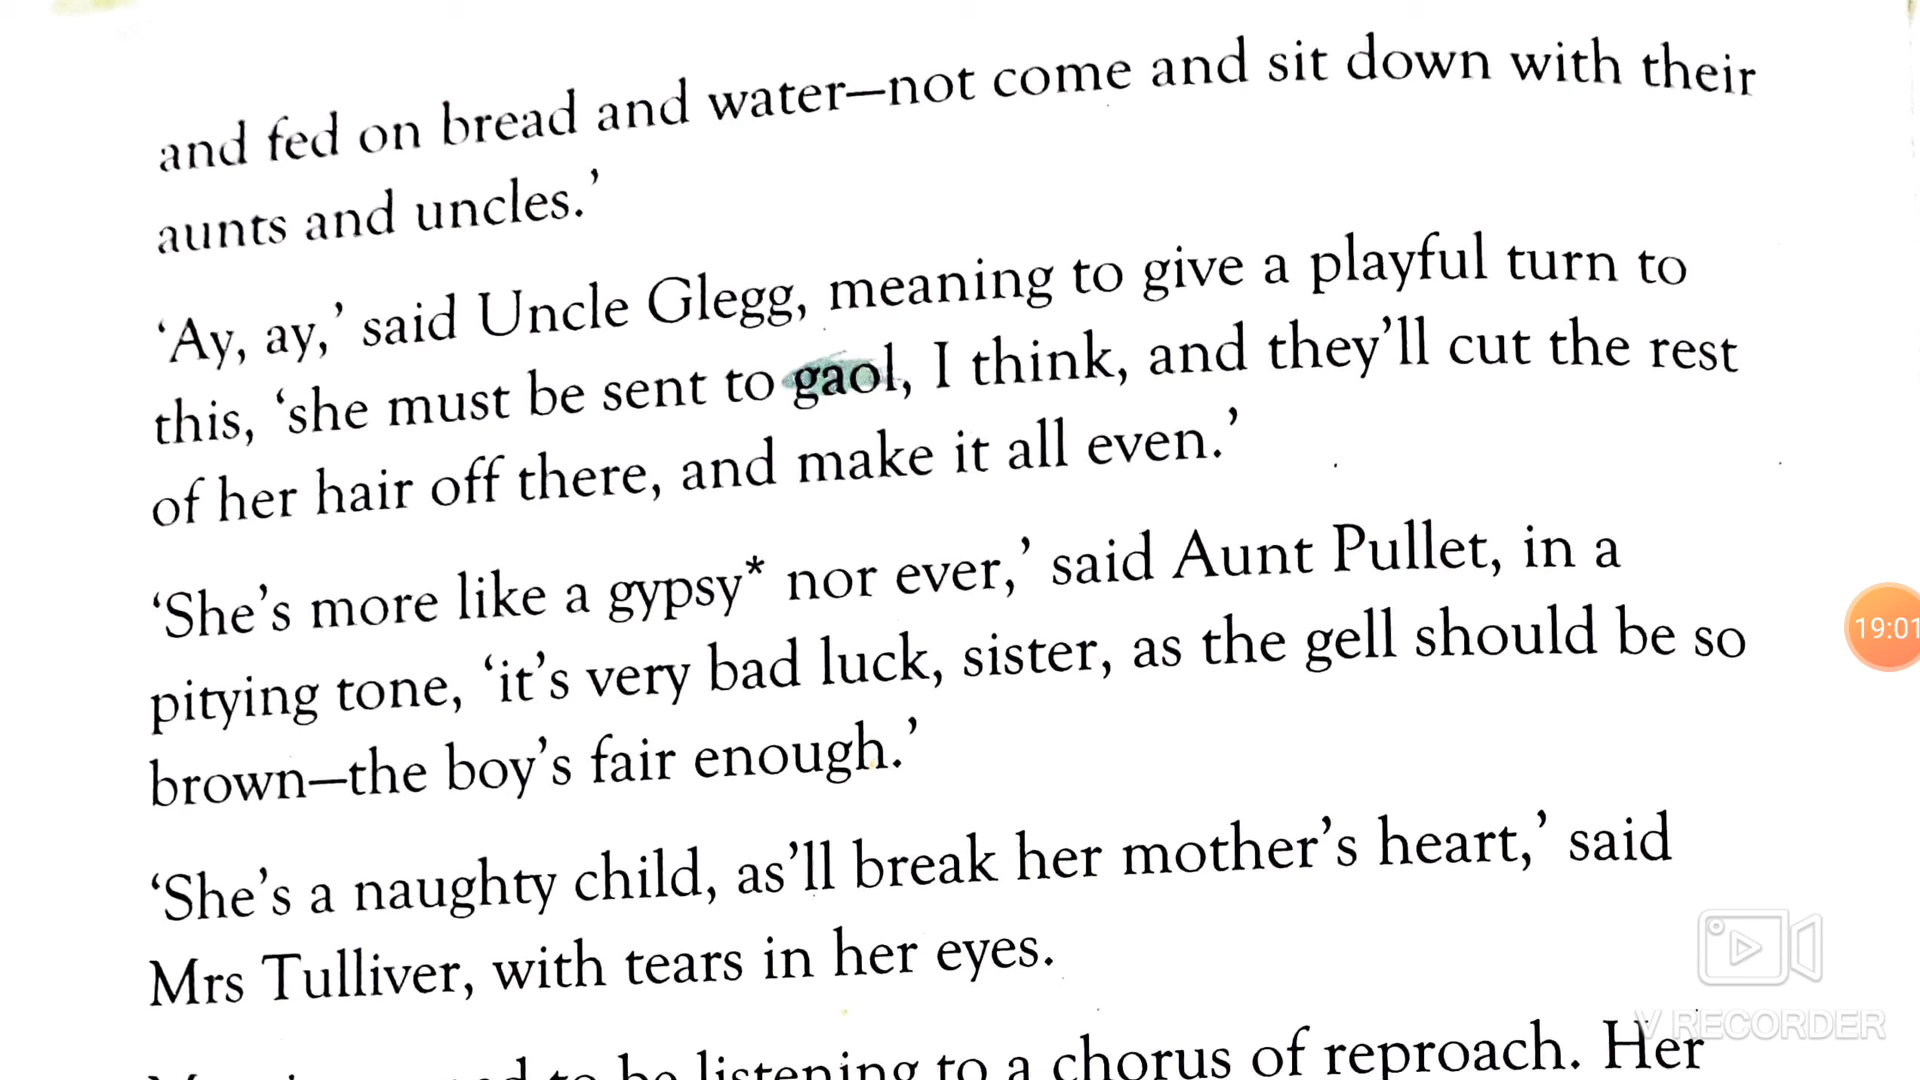 and fed on bread and water—not come and sit down with their
aunts and uncles.’
‘Ay, ay,’ said Uncle Glegg, meaning to give a playful turn to
this, ‘she must be sent to gaol, I think, and they’ll cut the rest
of her hair off there, and make it all even.’
‘She’s more like a gypsy* nor ever,’ said Aunt Pullet, in a
pitying tone, ‘it’s very bad luck, sister, as the gell should be so
brown—the boy’s fair enough.’
‘She’s a naughty child, as’ll break her mother’s heart,’ said
Mrs Tulliver, with tears in her eyes.
to be listening to a chorus of reproach. Her
19:01
V RECORDER